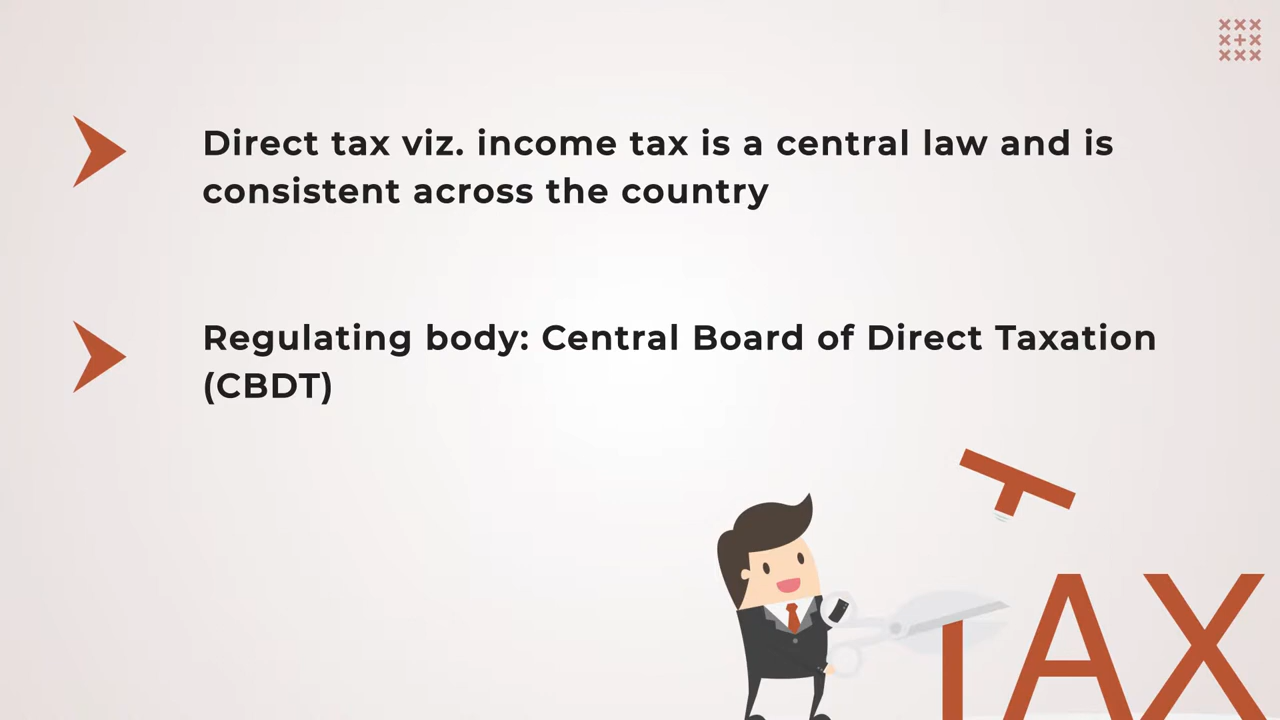 Direct tax viz. income tax is a central law and is
consistent across the country
Regulating body: Central Board of Direct Taxation
(CBDT)
TAX